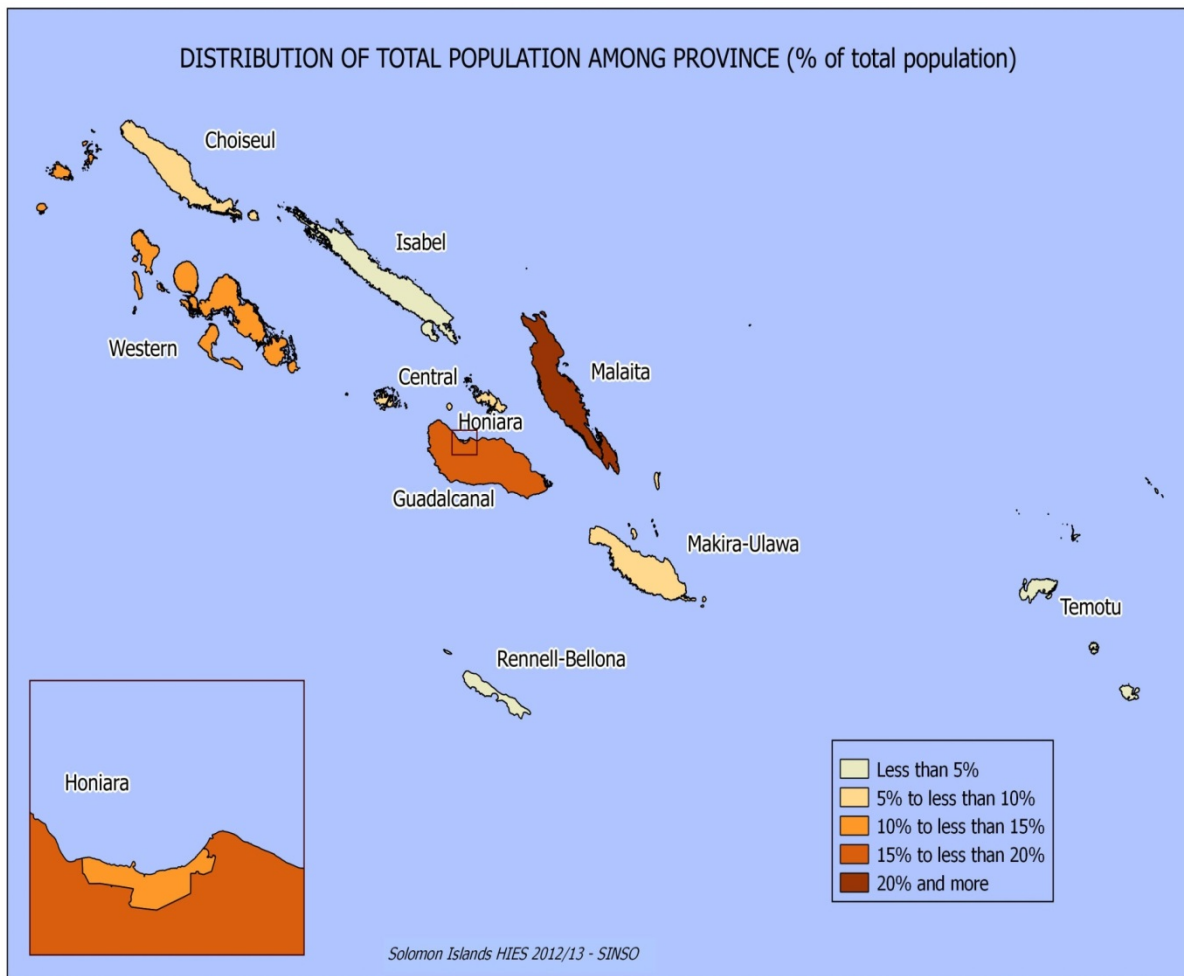 DISTRIBUTION OF TOTAL POPULATION AMONG PROVINCE (% of total population)
Choiseul
Isabel
Western
Central
Malaita
Honiara
Guadalcanal
Makira-Ulawa
Temotu
Rennell-Bellona
Honiara
Less than 5%
5% to less than 10%
10% to less than 15%
15% to less than 20%
20% and more
Solomon Islands HIES 2012/13 - SINSO